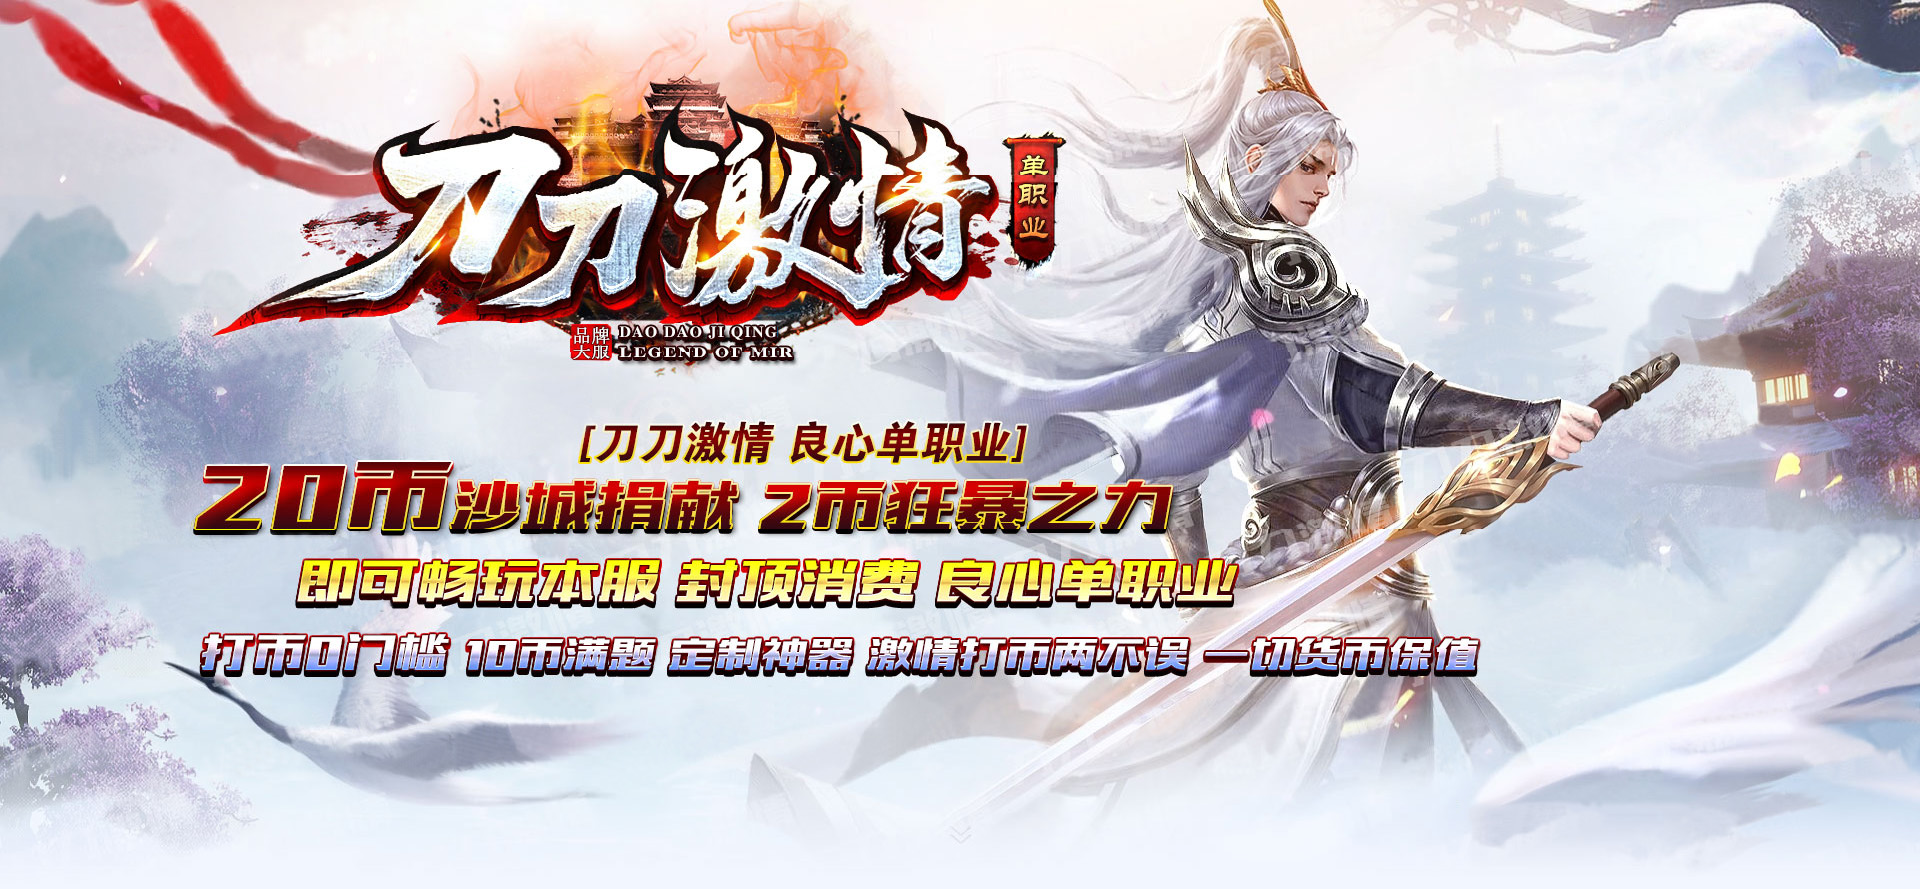 刀刀激情
单职业
品牌大服
DAO DAO JI QING
LEGEND OF MIR
[刀刀激情 良心单职业]
20币沙城捐献 2币狂暴之力
即可畅玩本服 封顶消费 良心单职业
打币0门槛 10币满题 定制神器 激情打币两不误 一切货币保值